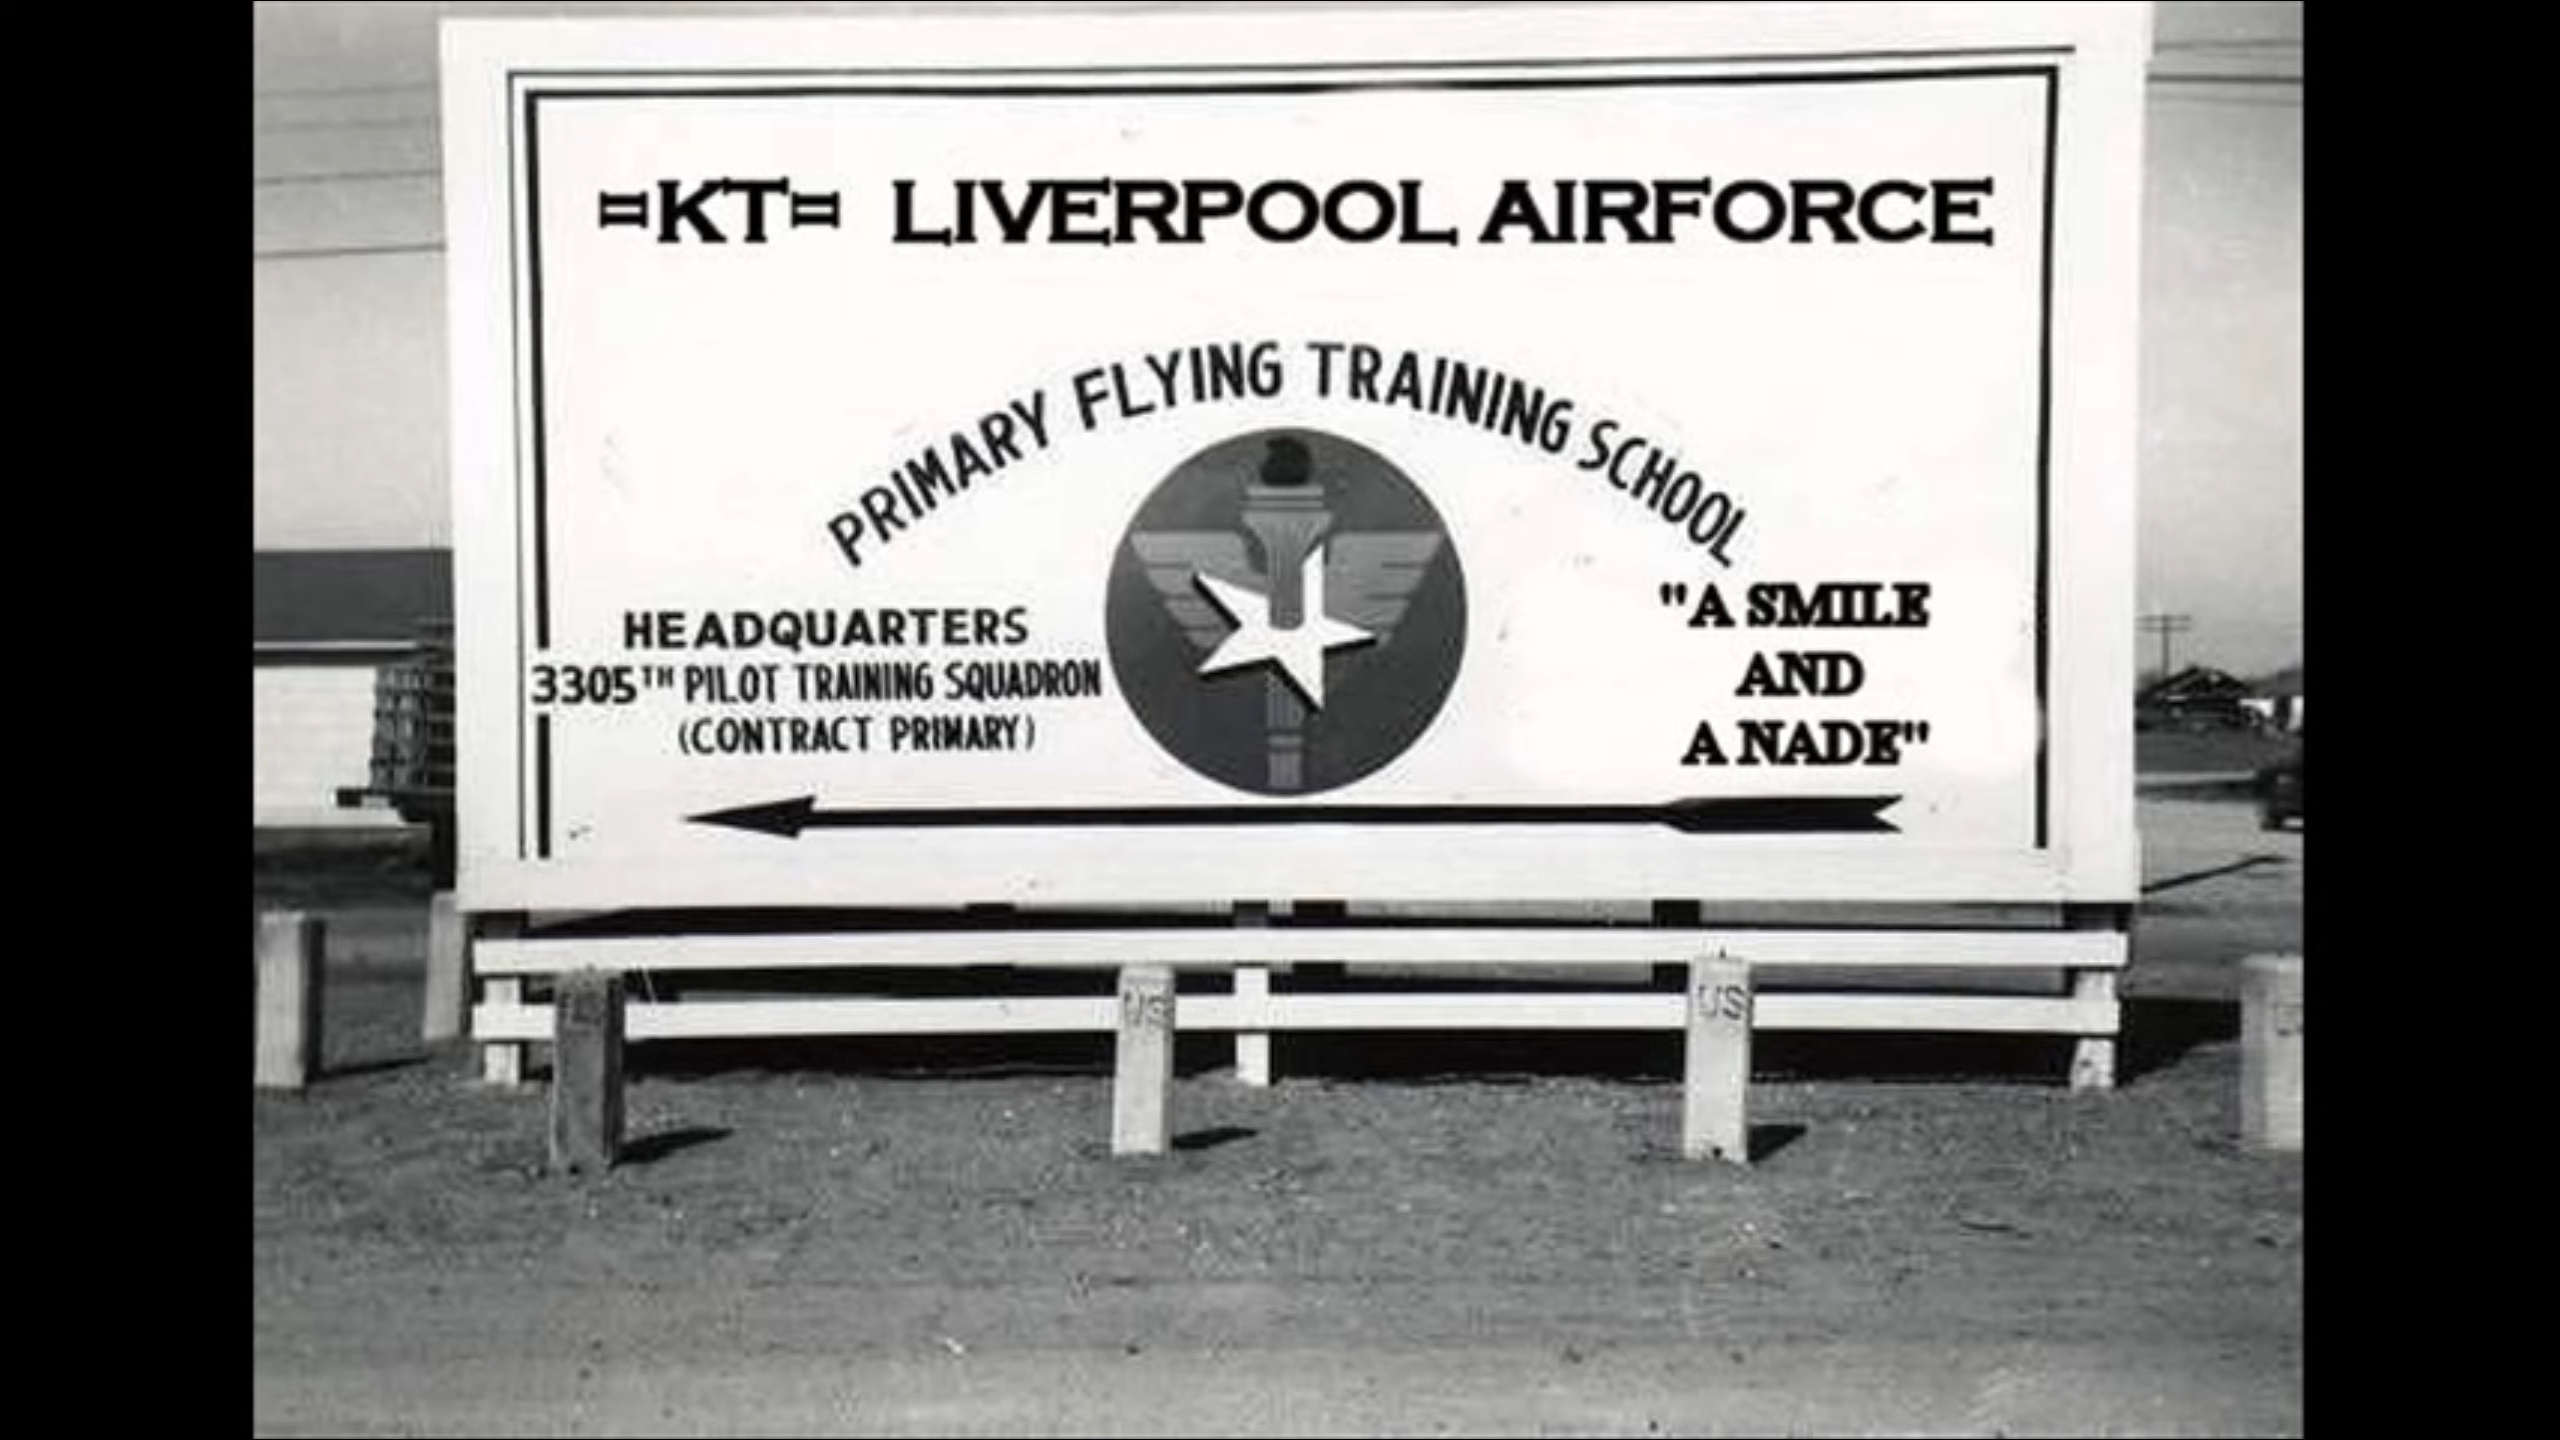 =KT= LIVERPOOL AIRFORCE
PRIMARY FLYING TRAINING SCHOOL
HEADQUARTERS
3305TH PILOT TRAINING SQUADRON
(CONTRACT PRIMARY)
"A SMILE
AND
A NADE"
US
US